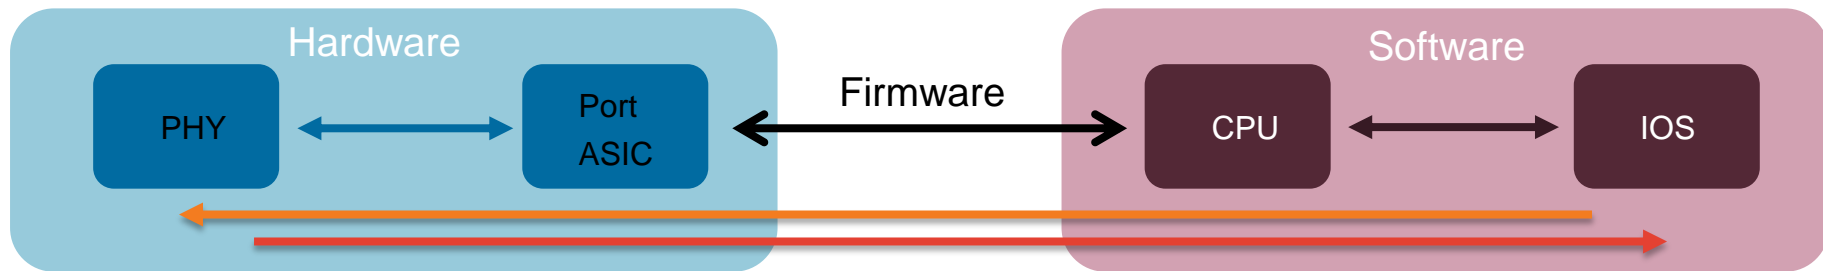 Hardware
Software
Firmware
PHY
Port
ASIC
CPU
IOS